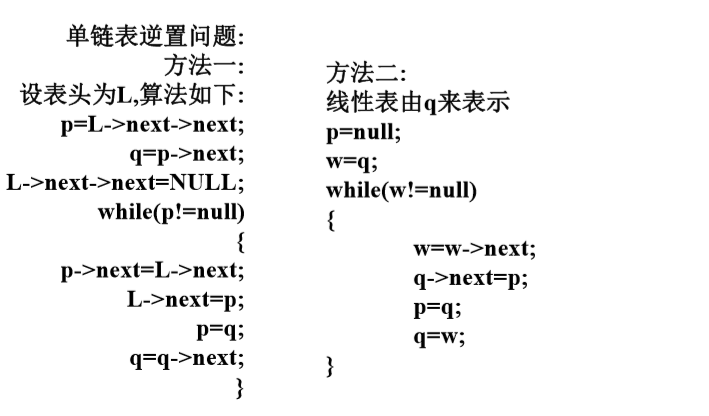 单链表逆置问题:
方法一:
设表头为L,算法如下:
p=L->next->next;
q=p->next;
L->next->next=NULL;
while(p!=null)
{
p->next=L->next;
L->next=p;
p=q;
q=q->next;
}
方法二:
线性表由q来表示
p=null;
w=q;
while(w!=null)
{
w=w->next;
q->next=p;
p=q;
q=w;
}